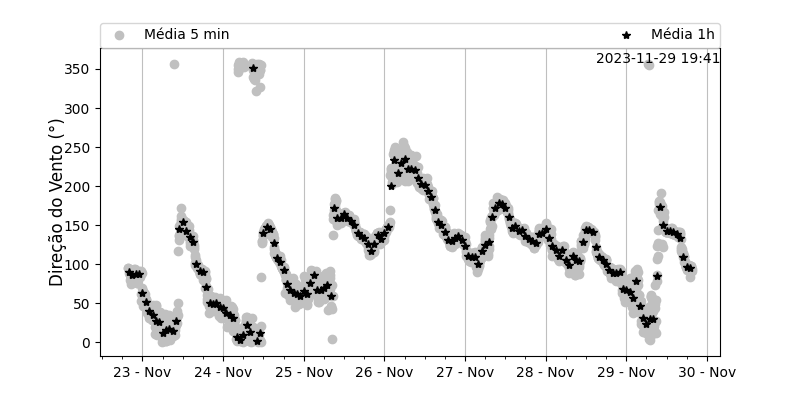 Média 5 min
Média 1h
2023-11-29 19:41
Direção do Vento (°)
350
300
250
200
150
100
50
0
23 - Nov
24 - Nov
25 - Nov
26 - Nov
27 - Nov
28 - Nov
29 - Nov
30 - Nov